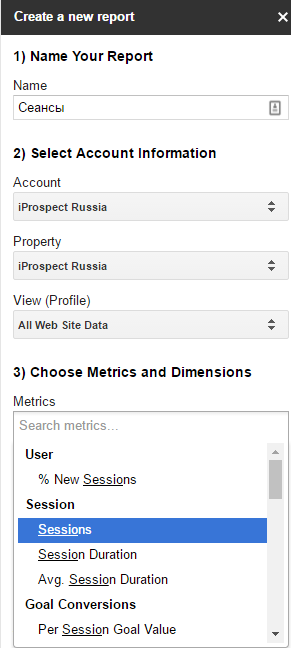 Create a new report
1) Name Your Report
Name
Сеансы
2) Select Account Information
Account
iProspect Russia
Property
iProspect Russia
View (Profile)
All Web Site Data
3) Choose Metrics and Dimensions
Metrics
Search metrics...
User
% New Sessions
Session
Sessions
Session Duration
Avg. Session Duration
Goal Conversions
Per Session Goal Value